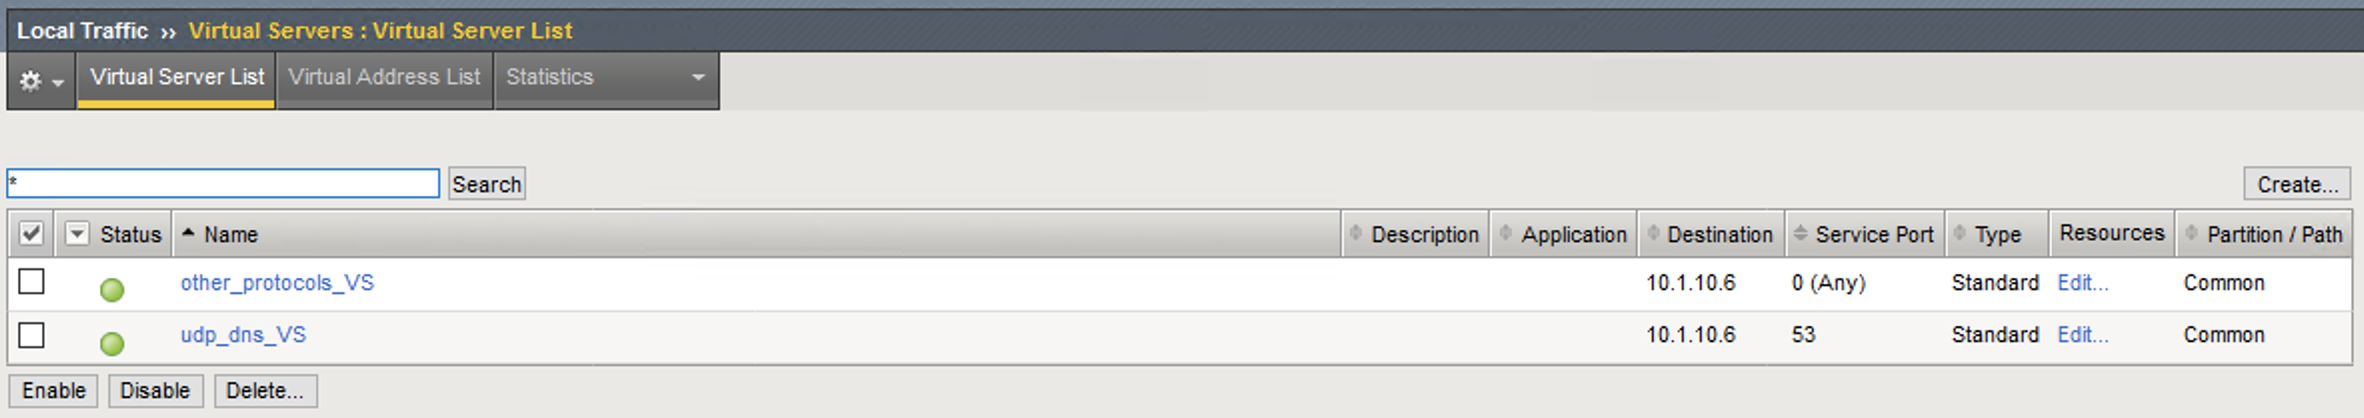 Local Traffic ›› Virtual Servers : Virtual Server List
Virtual Server List Virtual Address List Statistics
* Search Create...
Status Name Description Application Destination Service Port Type Resources Partition / Path
other_protocols_VS 10.1.10.6 0 (Any) Standard Edit... Common
udp_dns_VS 10.1.10.6 53 Standard Edit... Common
Enable Disable Delete...